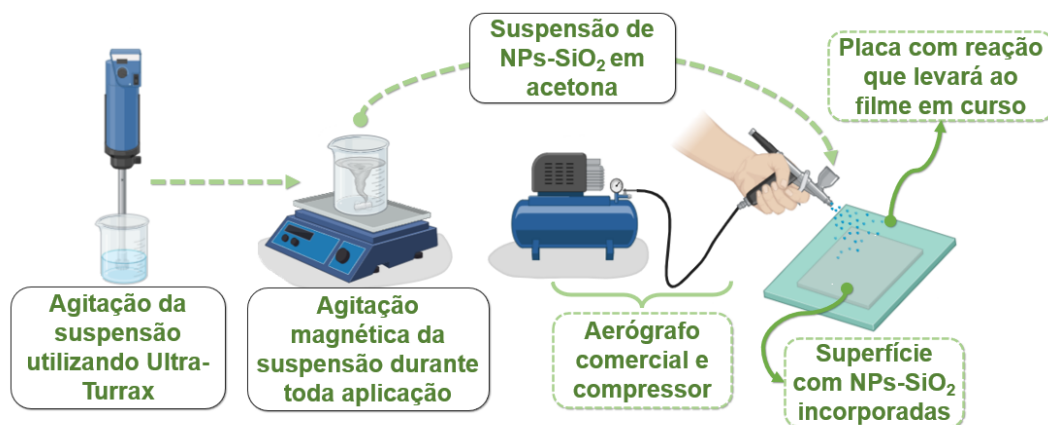 Suspensão de
NPs-SiO₂ em
acetona
Placa com reação
que levará ao
filme em curso
Agitação da
suspensão
utilizando Ultra-
Turrax
Agitação
magnética da
suspensão durante
toda aplicação
Aerógrafo
comercial e
compressor
Superfície
com NPs-SiO₂
incorporadas